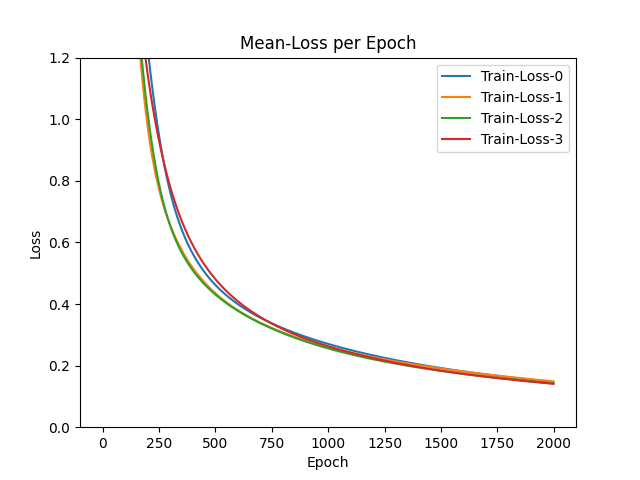 Mean-Loss per Epoch
Train-Loss-0
Train-Loss-1
Train-Loss-2
Train-Loss-3
Loss
1.2
1.0
0.8
0.6
0.4
0.2
0.0
0 250 500 750 1000 1250 1500 1750 2000
Epoch